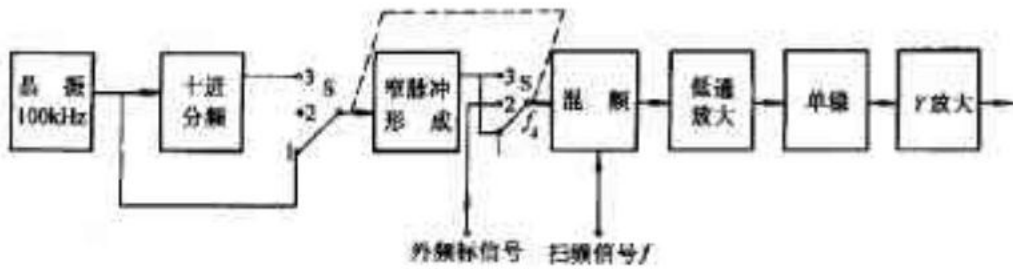 晶振
100kHz
十进
分频
3
S
2
1
窄脉冲
形成
3
S
2
f₄
1
混频
低通
放大
单稳
Y放大
外频标信号
扫频信号f